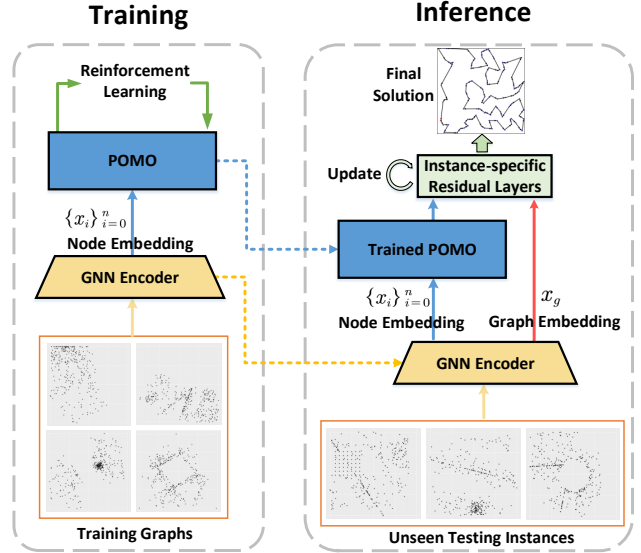 Training
Reinforcement
Learning
POMO
{x_i}_{i=0}^n
Node Embedding
GNN Encoder
Training Graphs
Inference
Final
Solution
Update
Instance-specific
Residual Layers
Trained POMO
{x_i}_{i=0}^n
Node Embedding
x_g
Graph Embedding
GNN Encoder
Unseen Testing Instances